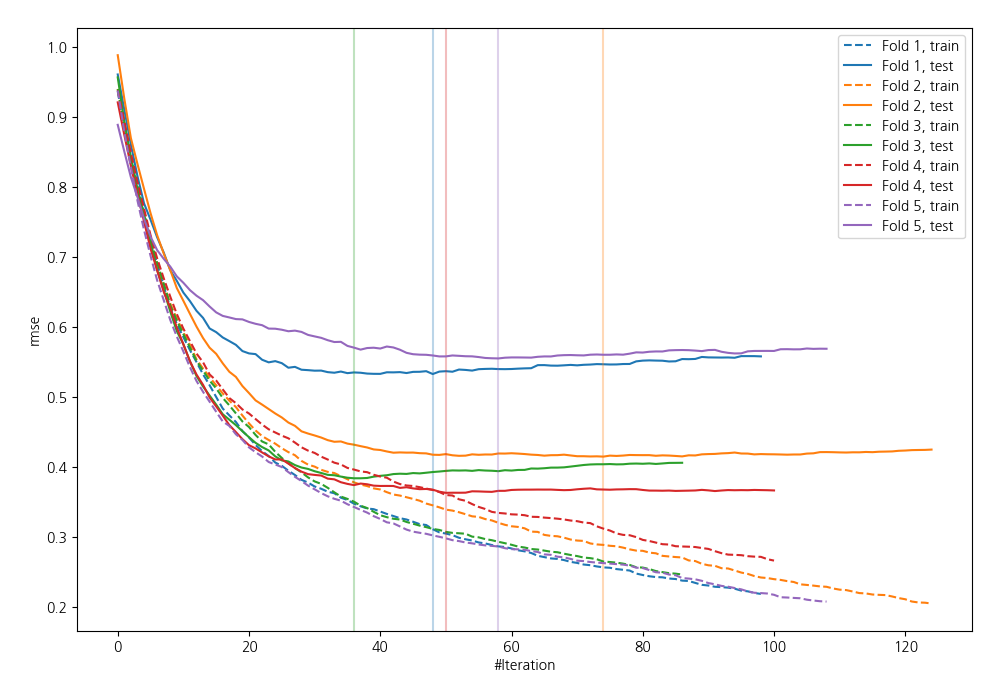 1.0
0.9
0.8
0.7
0.6
0.5
0.4
0.3
0.2
rmse
0
20
40
60
80
100
120
#Iteration
Fold 1, train
Fold 1, test
Fold 2, train
Fold 2, test
Fold 3, train
Fold 3, test
Fold 4, train
Fold 4, test
Fold 5, train
Fold 5, test